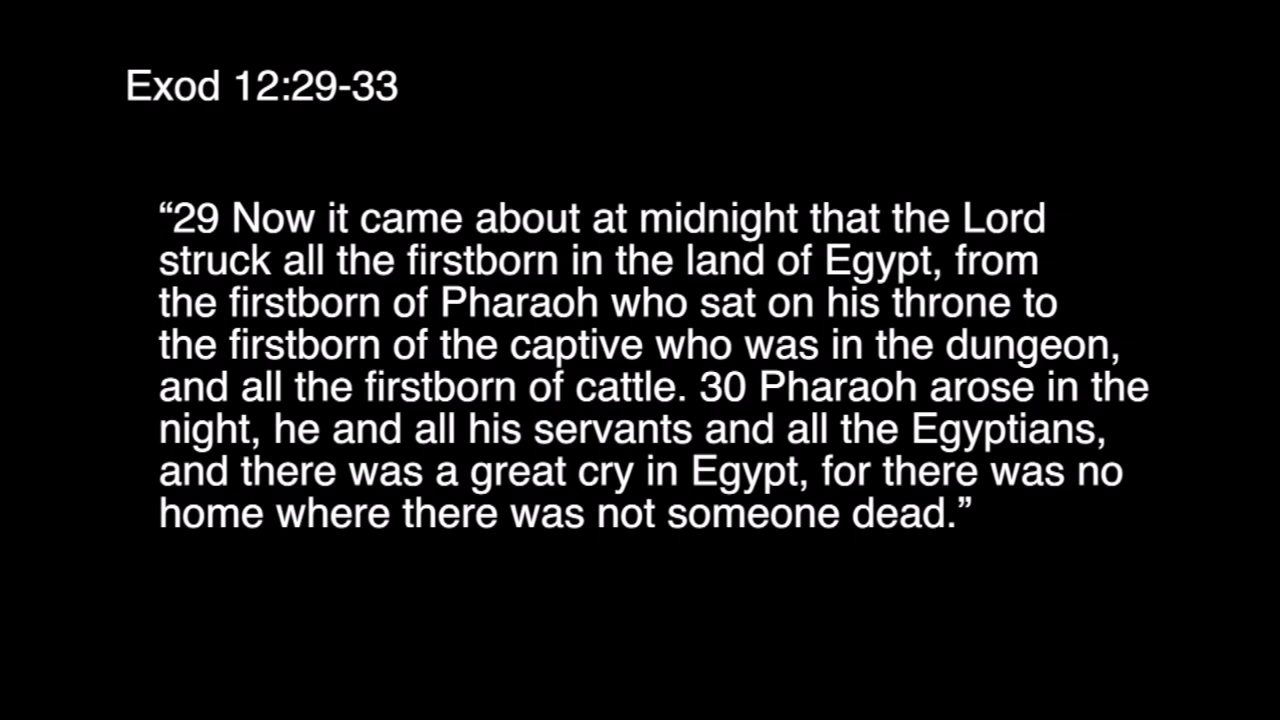 Exod 12:29-33
“29 Now it came about at midnight that the Lord
struck all the firstborn in the land of Egypt, from
the firstborn of Pharaoh who sat on his throne to
the firstborn of the captive who was in the dungeon,
and all the firstborn of cattle. 30 Pharaoh arose in the
night, he and all his servants and all the Egyptians,
and there was a great cry in Egypt, for there was no
home where there was not someone dead.”